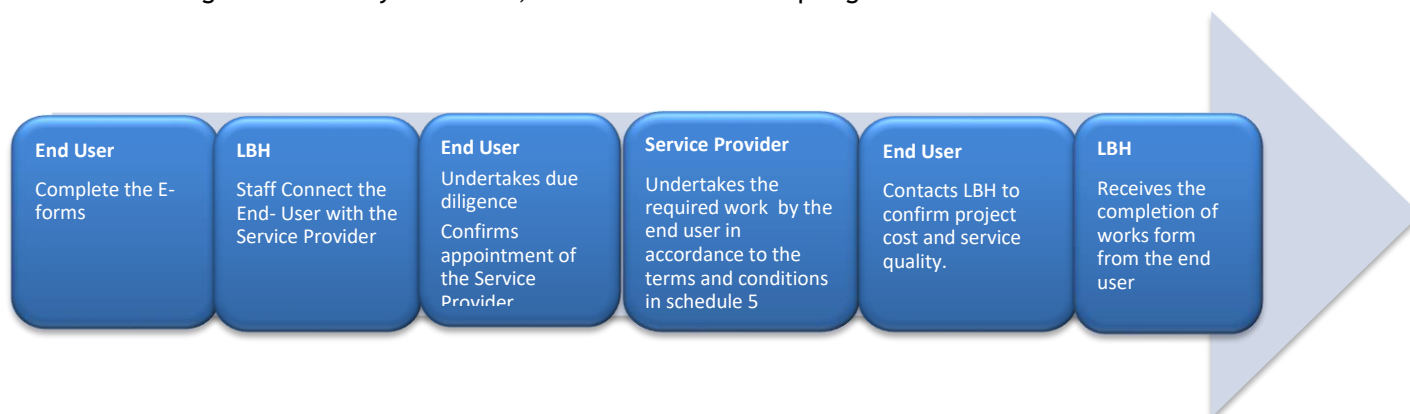 End User
Complete the E-
forms
LBH
Staff Connect the
End- User with the
Service Provider
End User
Undertakes due
diligence
Confirms
appointment of
the Service
Provider
Service Provider
Undertakes the
required work by the
end user in
accordance to the
terms and conditions
in schedule 5
End User
Contacts LBH to
confirm project
cost and service
quality.
LBH
Receives the
completion of
works form
from the end
user